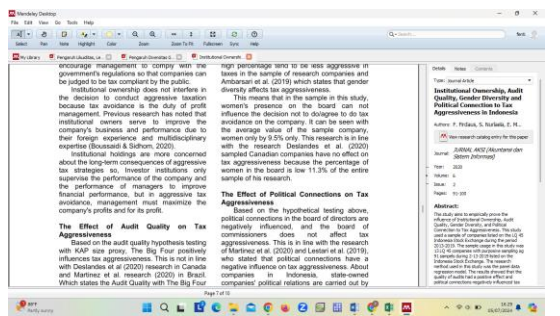 Mendeley Desktop
File Edit View Go Tools Help
Select Pan Note Highlight Color Zoom Zoom To Fit Fullscreen Sync Help
My Library Institutional Ownership
encourage management to comply with the
government's regulations so that companies can
be judged to be tax compliant by the public.
Institutional ownership does not interfere in
the decision to conduct aggressive taxation
because tax avoidance is the duty of profit
management. Previous research has noted that
institutional owners serve to improve the
company's business and performance due to
their foreign experience and multidisciplinary
expertise (Boussaidi & Sidhom, 2020).
Institutional holdings are more concerned
about the long-term consequences of aggressive
tax strategies so, Investor institutions only
supervise the performance of the company and
the performance of managers to improve
financial performance, but in aggressive tax
avoidance, management must maximize the
company's profits and for its profit.
The Effect of Audit Quality on Tax
Aggressiveness
Based on the audit quality hypothesis testing
with KAP size proxy, The Big Four positively
influences tax aggressiveness. This is not in line
with Deslandes et al (2020) research in Canada
and Martinez et al. research (2020) in Brazil.
Which states the Audit Quality with The Big Four
high percentage tend to be less aggressive in
taxes in the sample of research companies and
Ambarsari et al. (2019) which states that gender
diversity affects tax aggressiveness.
This means that in the sample in this study,
women's presence on the board can not
influence the decision not to do/agree to do tax
avoidance on the company. It can be seen with
the average value of the sample company,
women only by 9.5% only. This research is in line
with the research Deslandes et al. (2020)
sampled Canadian companies have no effect on
tax aggressiveness because the percentage of
women in the board is low 11.3% of the entire
sample of his research.
The Effect of Political Connections on Tax
Aggressiveness
Based on the hypothetical testing above,
political connections in the board of directors are
negatively influenced, and the board of
commissioners does not affect tax
aggressiveness. This is in line with the research
of Martinez et al. (2020) and Lestari et al. (2019),
who stated that political connections have a
negative influence on tax aggressiveness. About
companies in Indonesia, state-owned
companies' political relations are carried out by
Page 7 of 10
Details Notes Contents
Type: Journal Article
Institutional Ownership, Audit
Quality, Gender Diversity and
Political Connection to Tax
Aggressiveness in Indonesia
View research catalog entry for this paper
Journal: JURNAL AKSI (Akuntansi dan
Sistem Informasi)
Year: 2020
Volume: 6
Issue: 2
Abstract:
89°F
Partly sunny